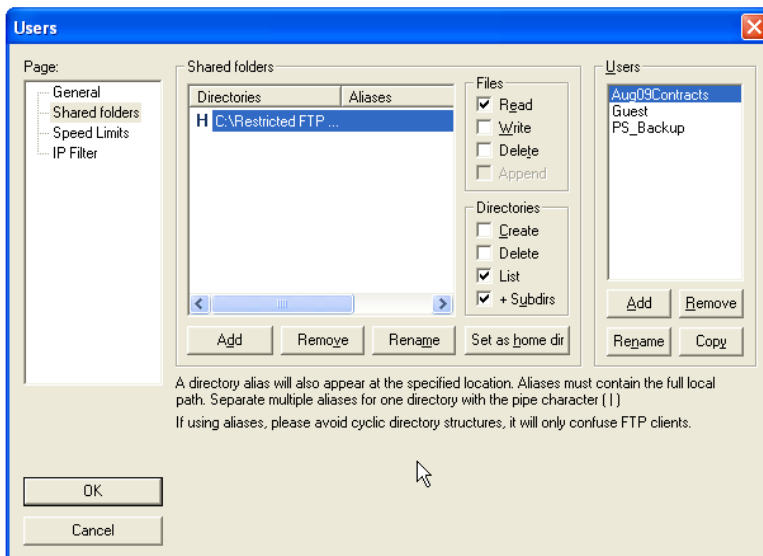 Users
Page:
General
Shared folders
Speed Limits
IP Filter
Shared folders
Directories Aliases
H C:\Restricted FTP ...
Files
Read
Write
Delete
Append
Directories
Create
Delete
List
+ Subdirs
Add Remove Rename Set as home dir
Users
Aug09Contracts
Guest
PS_Backup
Add Remove
Rename Copy
A directory alias will also appear at the specified location. Aliases must contain the full local
path. Separate multiple aliases for one directory with the pipe character ( | )
If using aliases, please avoid cyclic directory structures, it will only confuse FTP clients.
OK
Cancel